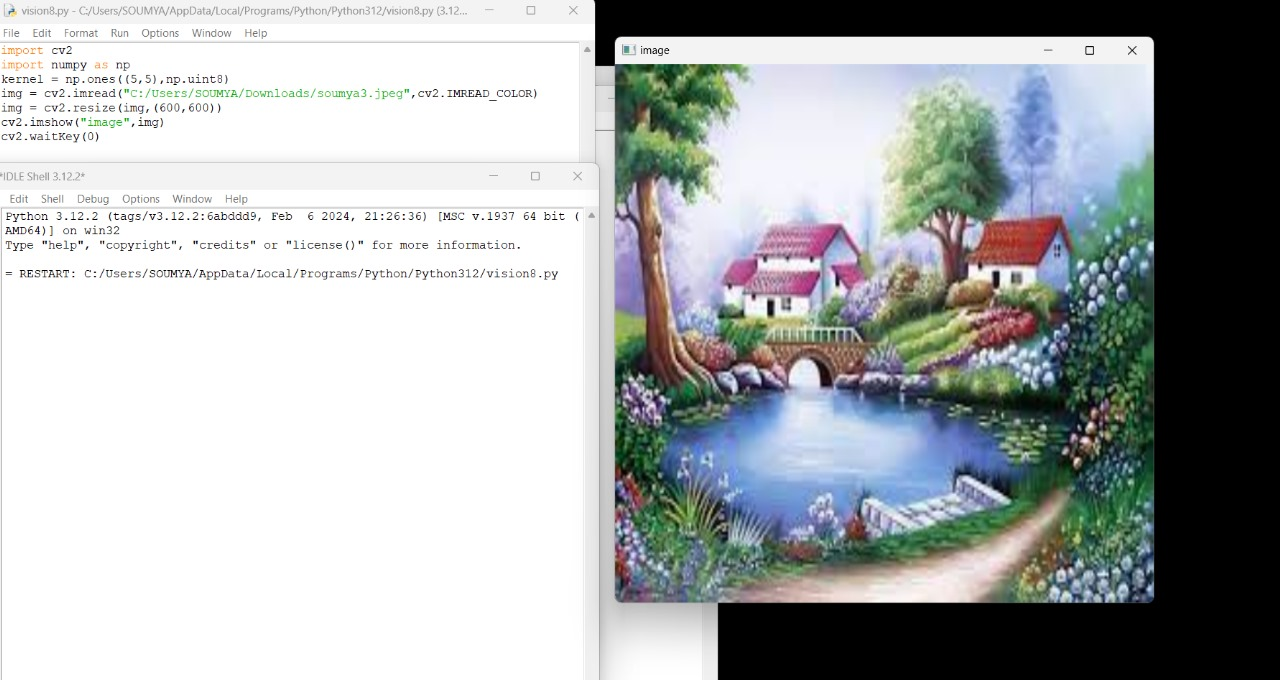 vision8.py - C:/Users/SOUMYA/AppData/Local/Programs/Python/Python312/vision8.py (3.12...
File Edit Format Run Options Window Help
import cv2
import numpy as np
kernel = np.ones((5,5),np.uint8)
img = cv2.imread("C:/Users/SOUMYA/Downloads/soumya3.jpeg",cv2.IMREAD_COLOR)
img = cv2.resize(img,(600,600))
cv2.imshow("image",img)
cv2.waitKey(0)
*IDLE Shell 3.12.2*
Edit Shell Debug Options Window Help
Python 3.12.2 (tags/v3.12.2:6abddd9, Feb  6 2024, 21:26:36) [MSC v.1937 64 bit (
AMD64)] on win32
Type "help", "copyright", "credits" or "license()" for more information.
= RESTART: C:/Users/SOUMYA/AppData/Local/Programs/Python/Python312/vision8.py
image